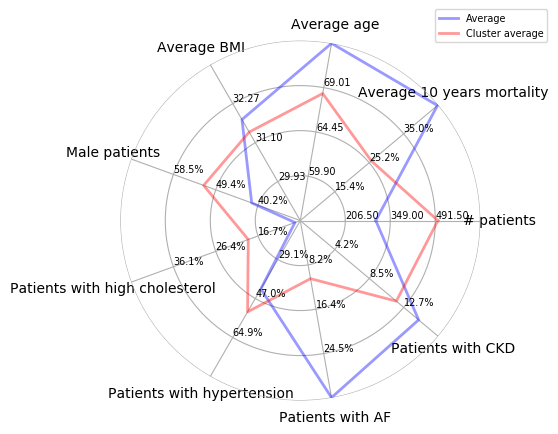 Average age
Average
Cluster average
Average BMI
69.01
Average 10 years mortality
32.27
64.45
35.0%
31.10
25.2%
Male patients
58.5%
59.90
29.93
49.4%
15.4%
40.2%
206.50
349.00
491.50
# patients
16.7%
26.4%
4.2%
29.1%
8.2%
36.1%
8.5%
Patients with high cholesterol
47.0%
16.4%
12.7%
64.9%
24.5%
Patients with CKD
Patients with hypertension
Patients with AF